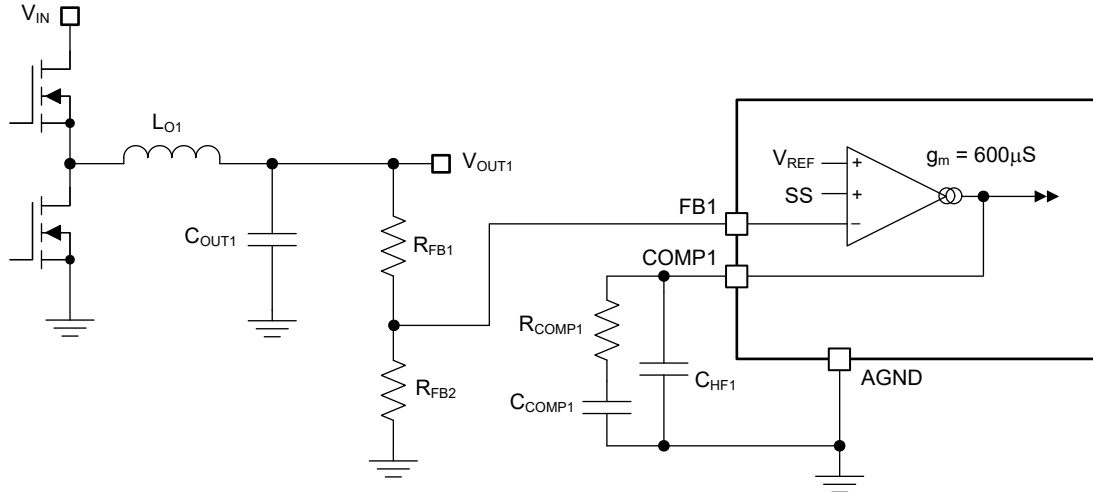 VIN
LO1
VOUT1
COUT1
RFB1
RFB2
FB1
COMP1
RCOMP1
CCOMP1
CHF1
VREF
SS
gm = 600μS
+
+
−
AGND